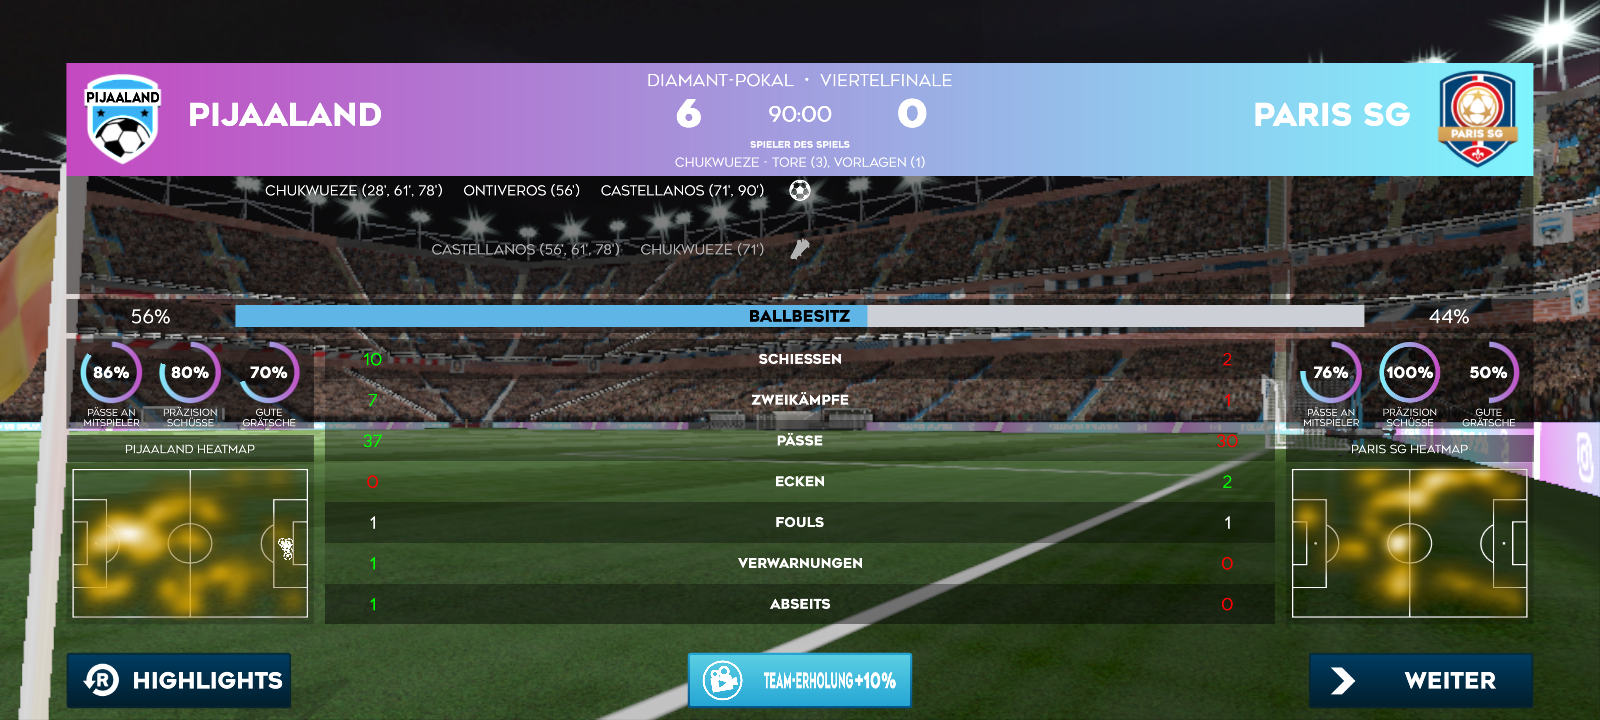 DIAMANT-POKAL • VIERTELFINALE
PIJAALAND
PIJAALAND
6 90:00 0
PARIS SG
PARIS SG
SPIELER DES SPIELS
CHUKWUEZE - TORE (3), VORLAGEN (1)
CHUKWUEZE (28', 61', 78') ONTIVEROS (56') CASTELLANOS (71', 90')
CASTELLANOS (56', 61', 78') CHUKWUEZE (71')
56% BALLBESITZ 44%
86% 80% 70%
PÄSSE AN MITSPIELER
PRÄZISION SCHÜSSE
GUTE GRÄTSCHE
10 SCHIESSEN 2
7 ZWEIKÄMPFE 1
37 PÄSSE 30
0 ECKEN 2
1 FOULS 1
1 VERWARNUNGEN 0
1 ABSEITS 0
76% 100% 50%
PÄSSE AN MITSPIELER
PRÄZISION SCHÜSSE
GUTE GRÄTSCHE
PIJAALAND HEATMAP
PARIS SG HEATMAP
R HIGHLIGHTS
TEAM-ERHOLUNG+10%
WEITER